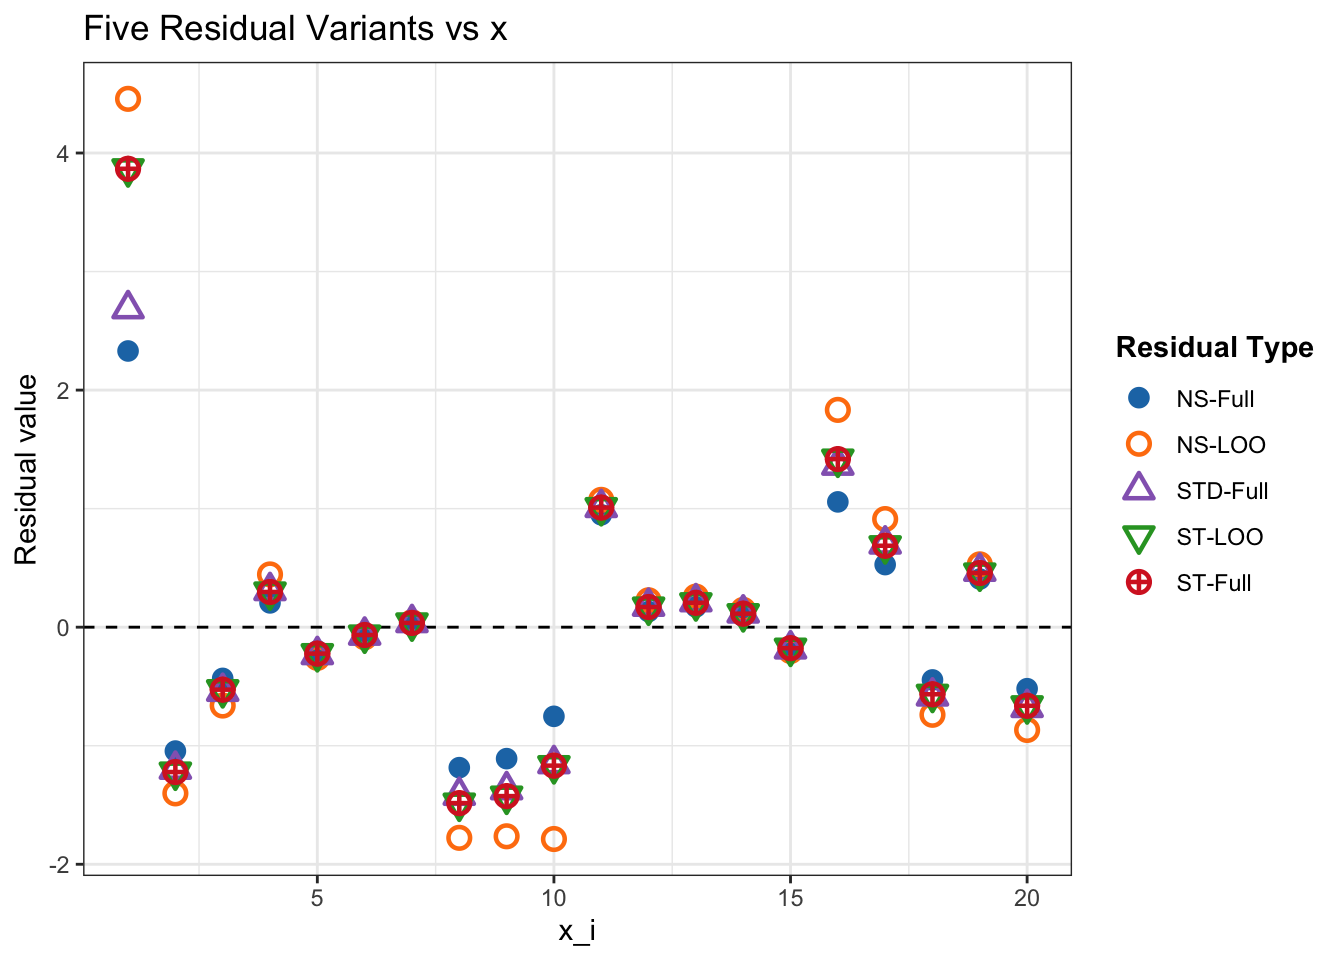 Five Residual Variants vs x
Residual value
4
2
0
-2
5
10
15
20
x_i
Residual Type
NS-Full
NS-LOO
STD-Full
ST-LOO
ST-Full